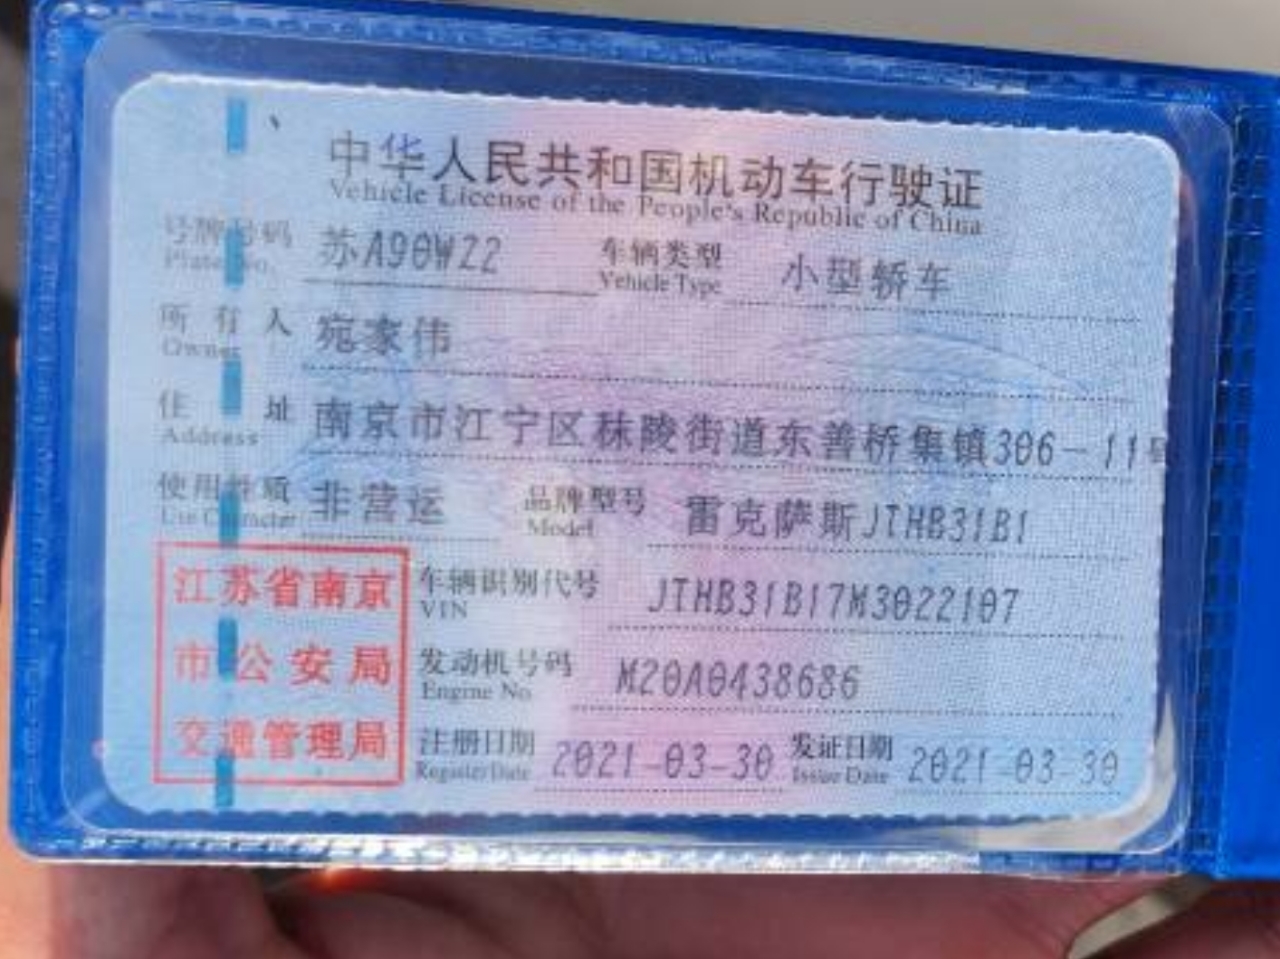 中华人民共和国机动车行驶证
Vehicle License of the People's Republic of China
号牌号码 苏A90WZ2 车辆类型 小型轿车
Plate No. Vehicle Type
所有人 宛家伟
Owner
住址 南京市江宁区秣陵街道东善桥集镇306-11号
Address
使用性质 非营运 品牌型号 雷克萨斯JTHB31B1
Use Character Model
江苏省南京
市公安局
交通管理局
车辆识别代号 JTHB31B17M3022107
VIN
发动机号码 M20A0438686
Engine No.
注册日期 2021-03-30 发证日期 2021-03-30
Register Date Issue Date